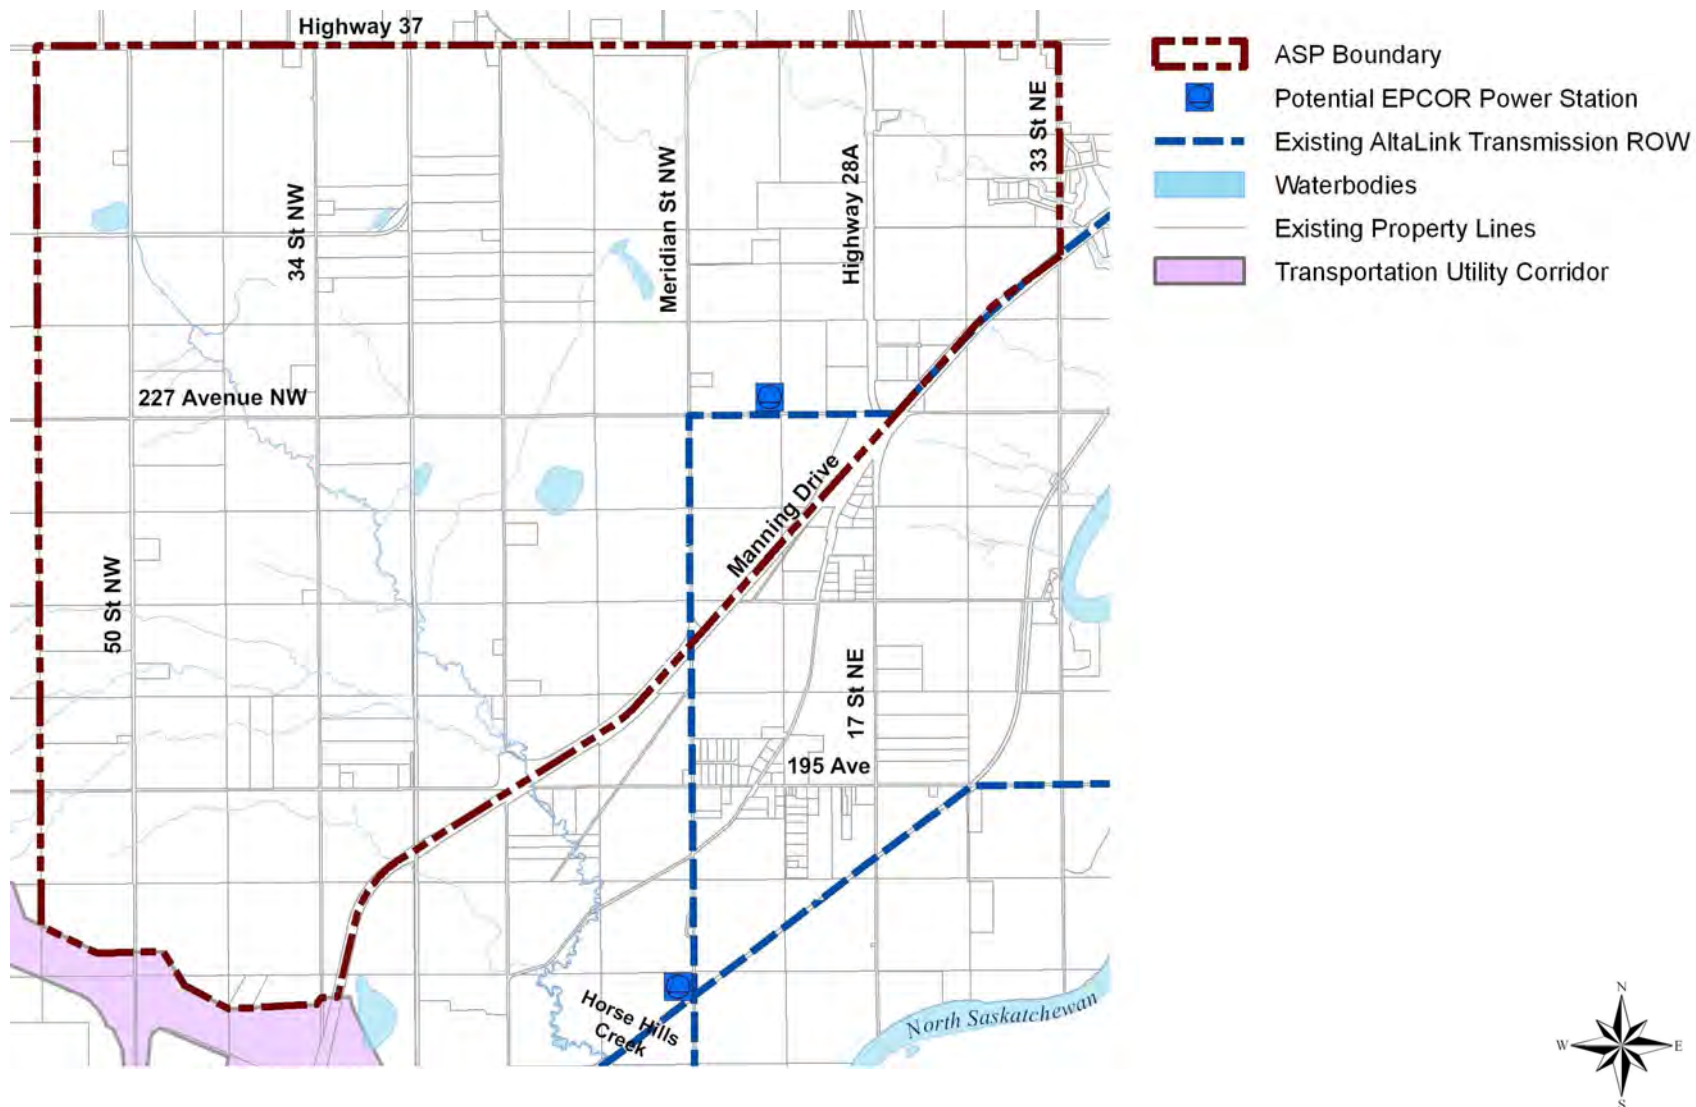 Highway 37
33 St NE
34 St NW
Meridian St NW
Highway 28A
227 Avenue NW
Manning Drive
50 St NW
17 St NE
195 Ave
Horse Hills
Creek
North Saskatchewan
ASP Boundary
Potential EPCOR Power Station
Existing AltaLink Transmission ROW
Waterbodies
Existing Property Lines
Transportation Utility Corridor
N
W
E
S